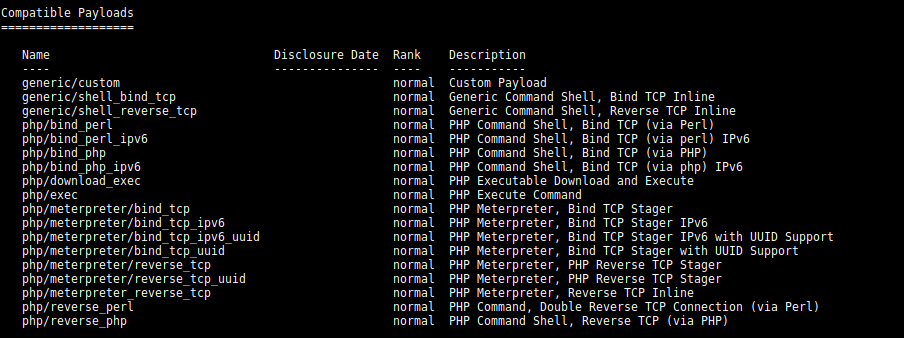 Compatible Payloads
===================
Name Disclosure Date Rank Description
---- --------------- ---- -----------
generic/custom normal Custom Payload
generic/shell_bind_tcp normal Generic Command Shell, Bind TCP Inline
generic/shell_reverse_tcp normal Generic Command Shell, Reverse TCP Inline
php/bind_perl normal PHP Command Shell, Bind TCP (via Perl)
php/bind_perl_ipv6 normal PHP Command Shell, Bind TCP (via perl) IPv6
php/bind_php normal PHP Command Shell, Bind TCP (via PHP)
php/bind_php_ipv6 normal PHP Command Shell, Bind TCP (via php) IPv6
php/download_exec normal PHP Executable Download and Execute
php/exec normal PHP Execute Command
php/meterpreter/bind_tcp normal PHP Meterpreter, Bind TCP Stager
php/meterpreter/bind_tcp_ipv6 normal PHP Meterpreter, Bind TCP Stager IPv6
php/meterpreter/bind_tcp_ipv6_uuid normal PHP Meterpreter, Bind TCP Stager IPv6 with UUID Support
php/meterpreter/bind_tcp_uuid normal PHP Meterpreter, Bind TCP Stager with UUID Support
php/meterpreter/reverse_tcp normal PHP Meterpreter, PHP Reverse TCP Stager
php/meterpreter/reverse_tcp_uuid normal PHP Meterpreter, PHP Reverse TCP Stager
php/meterpreter_reverse_tcp normal PHP Meterpreter, Reverse TCP Inline
php/reverse_perl normal PHP Command, Double Reverse TCP Connection (via Perl)
php/reverse_php normal PHP Command Shell, Reverse TCP (via PHP)